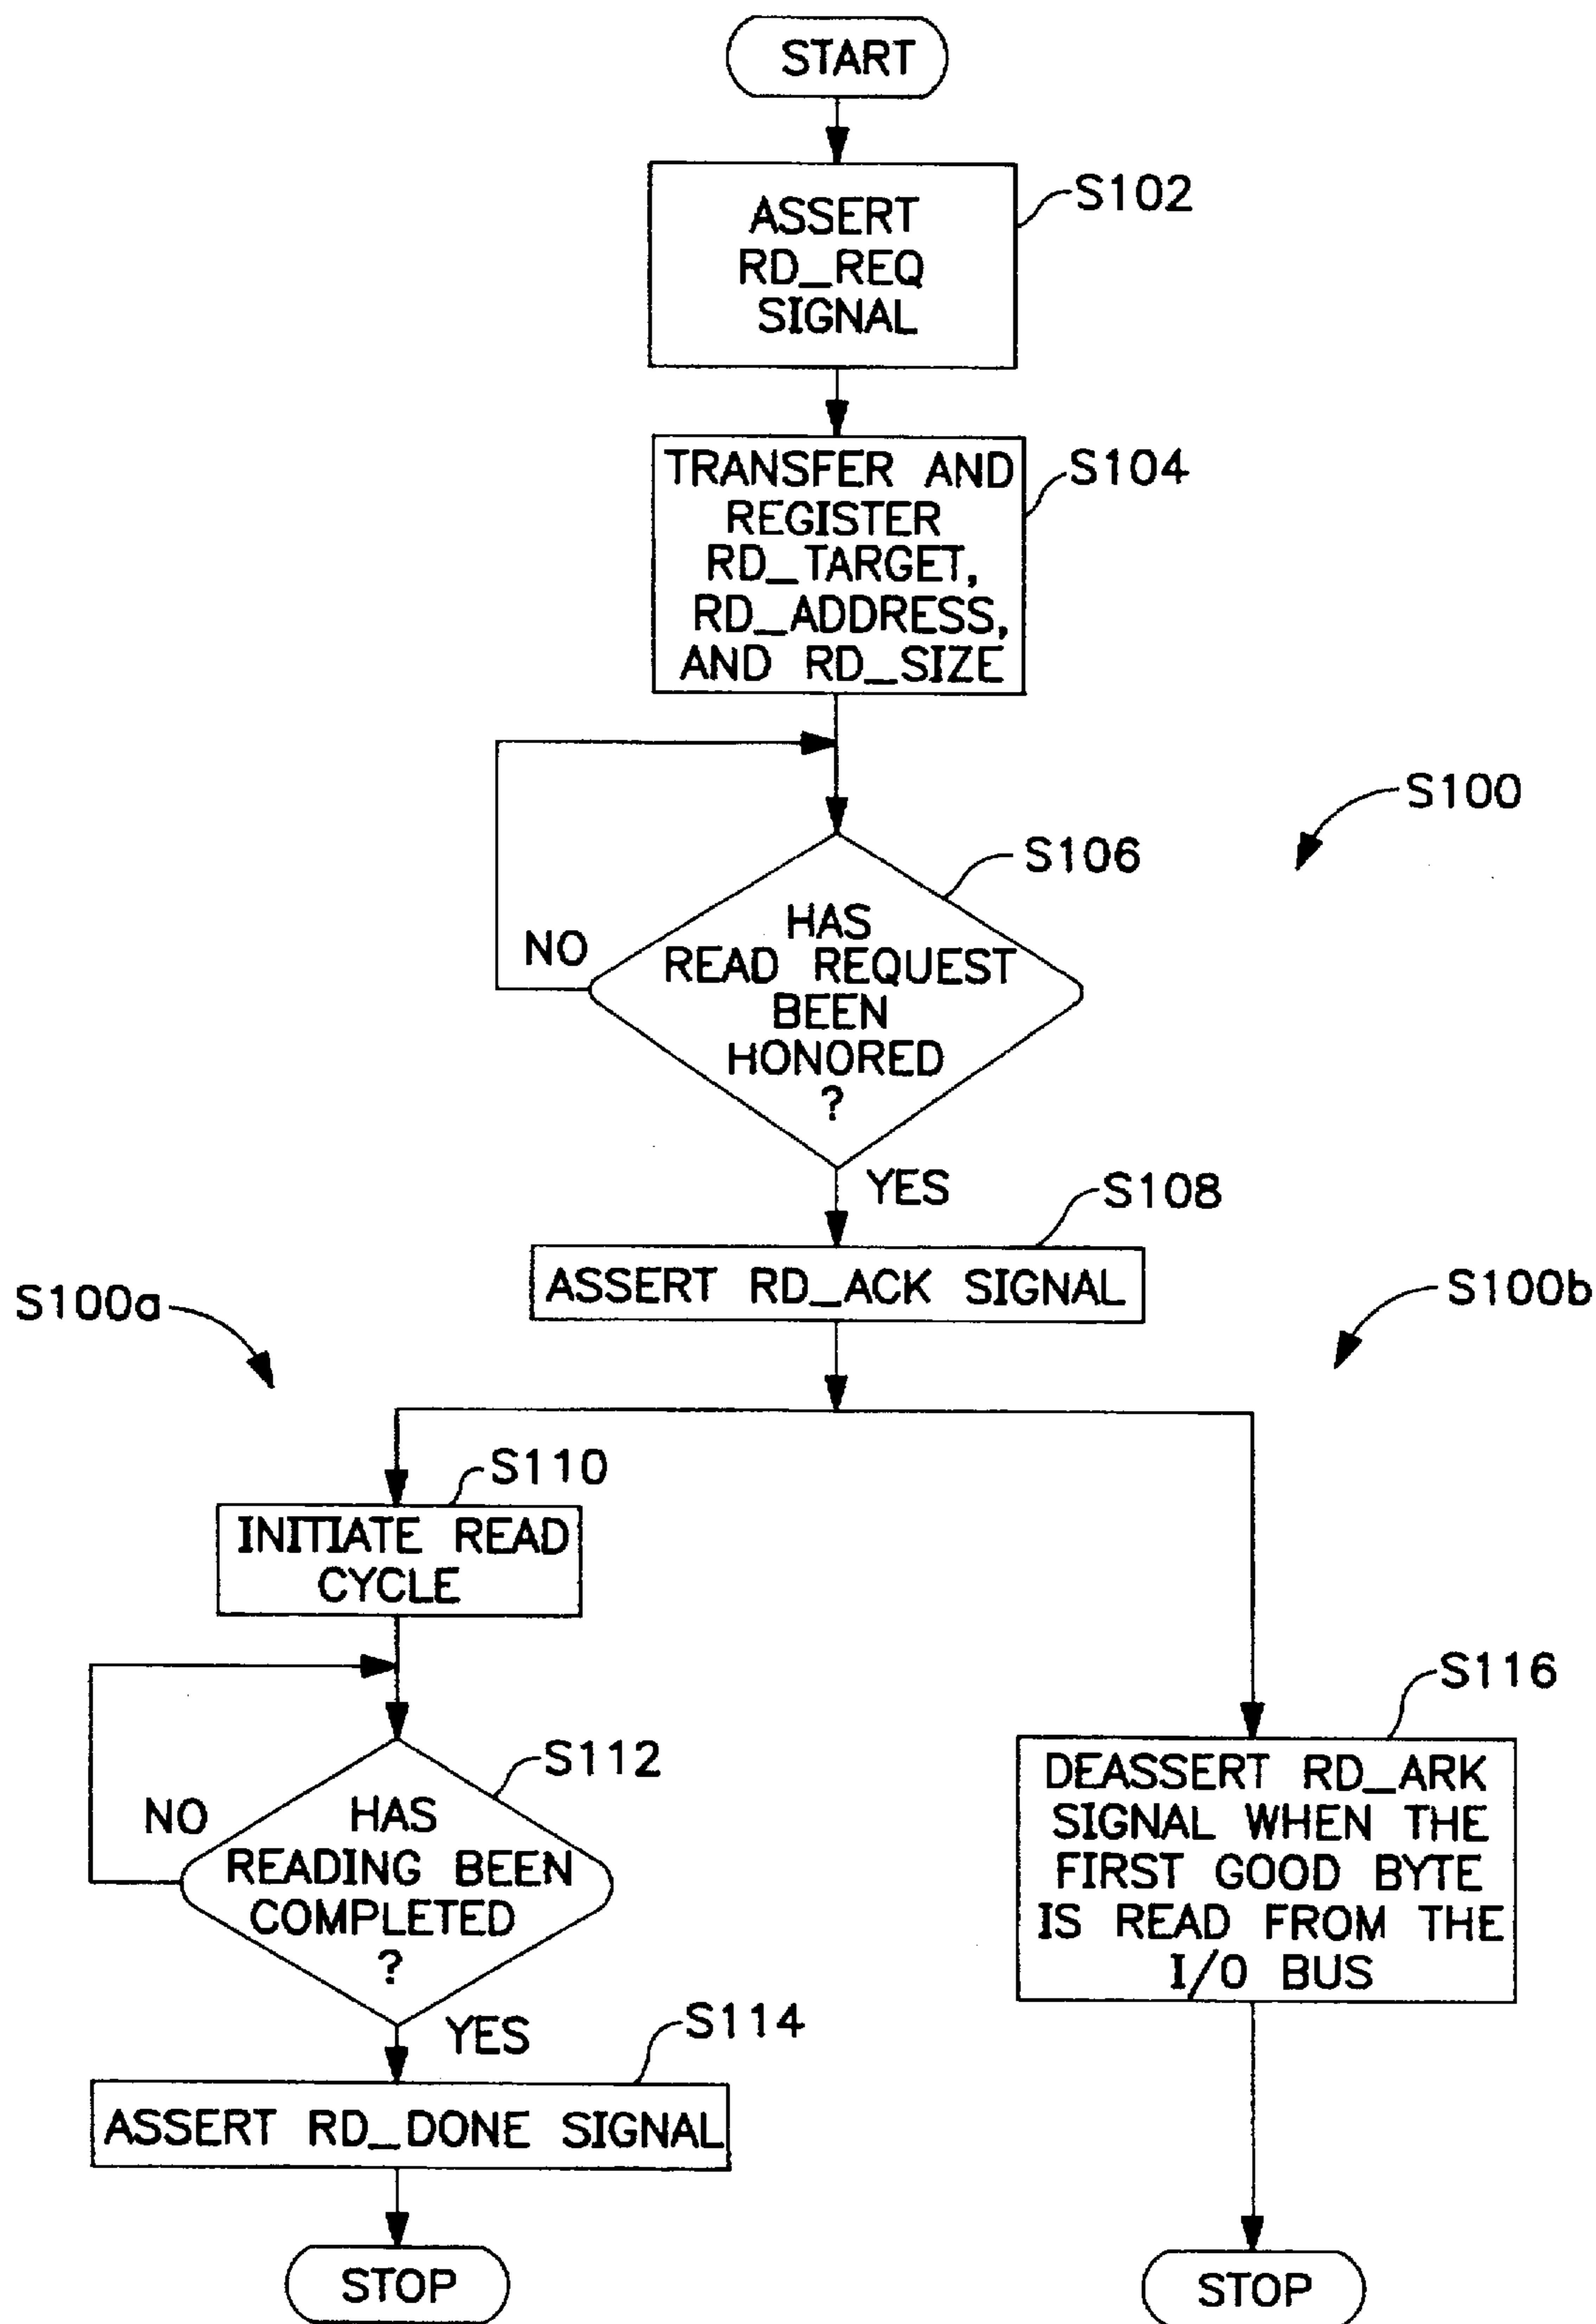 START
ASSERT
RD_REQ
SIGNAL
S102
TRANSFER AND
REGISTER
RD_TARGET,
RD_ADDRESS,
AND RD_SIZE
S104
S100
S106
HAS
READ REQUEST
BEEN
HONORED
?
NO
YES
S108
ASSERT RD_ACK SIGNAL
S100a
S100b
S110
INITIATE READ
CYCLE
S112
HAS
READING BEEN
COMPLETED
?
NO
YES
S114
ASSERT RD_DONE SIGNAL
STOP
S116
DEASSERT RD_ARK
SIGNAL WHEN THE
FIRST GOOD BYTE
IS READ FROM THE
I/O BUS
STOP